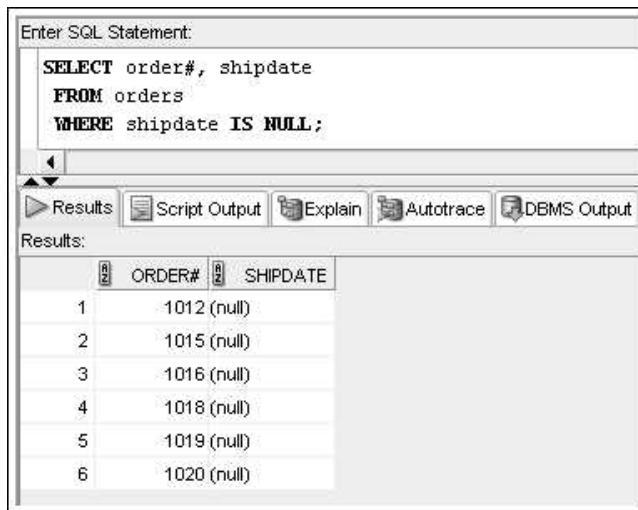 Enter SQL Statement:
SELECT order#, shipdate
FROM orders
WHERE shipdate IS NULL;
Results Script Output Explain Autotrace DBMS Output
Results:
ORDER# SHIPDATE
1 1012 (null)
2 1015 (null)
3 1016 (null)
4 1018 (null)
5 1019 (null)
6 1020 (null)